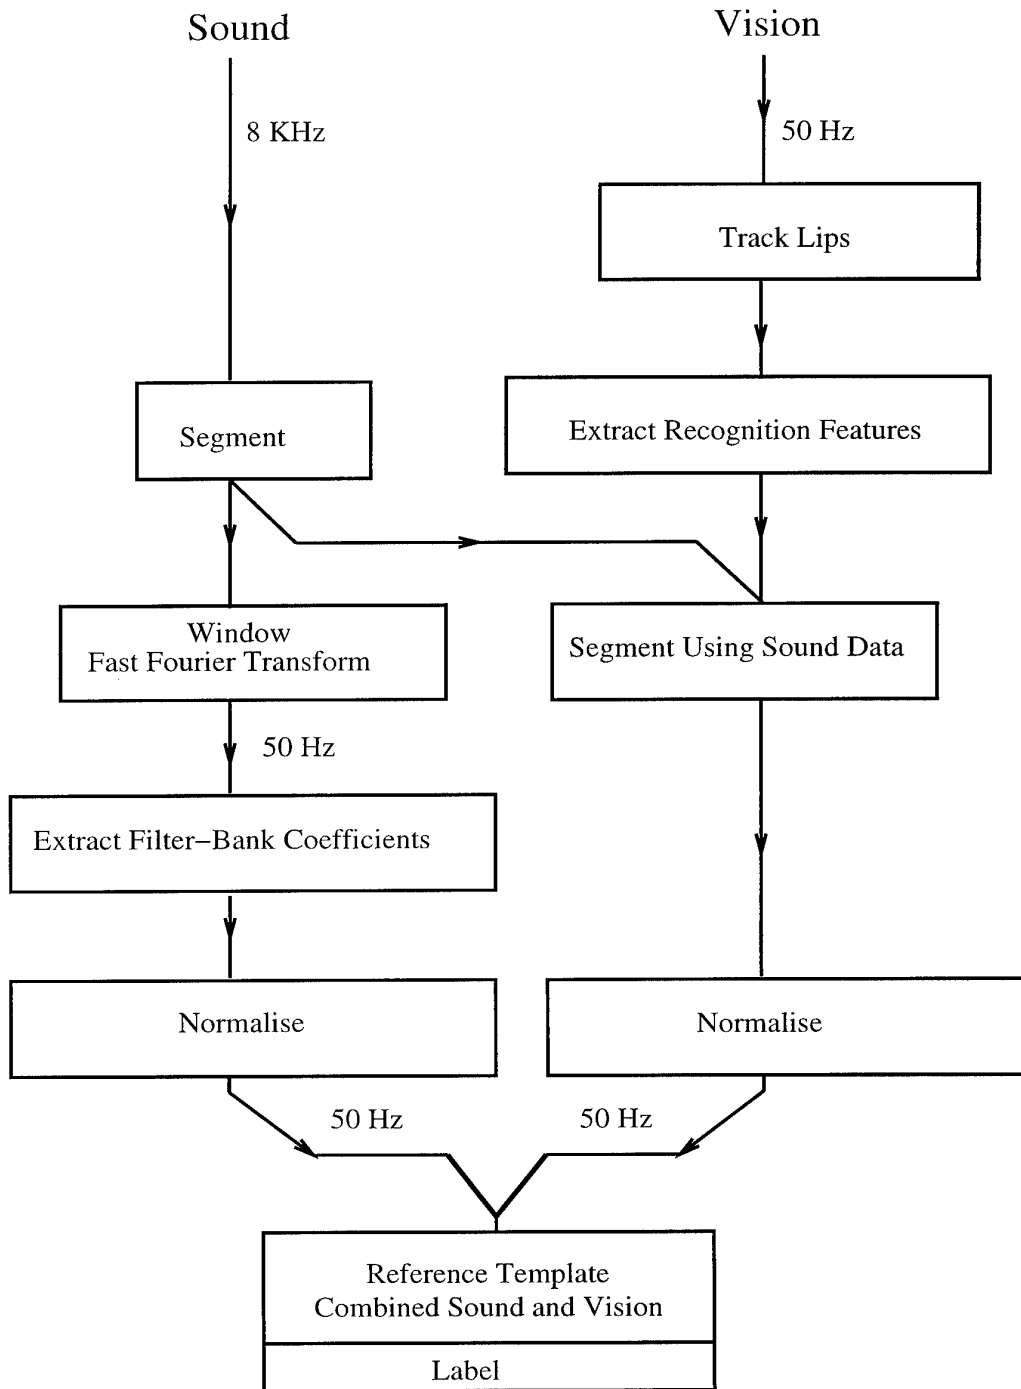 Sound
Vision
8 KHz
50 Hz
Track Lips
Segment
Extract Recognition Features
Window
Fast Fourier Transform
Segment Using Sound Data
50 Hz
Extract Filter−Bank Coefficients
Normalise
Normalise
50 Hz
50 Hz
Reference Template
Combined Sound and Vision
Label